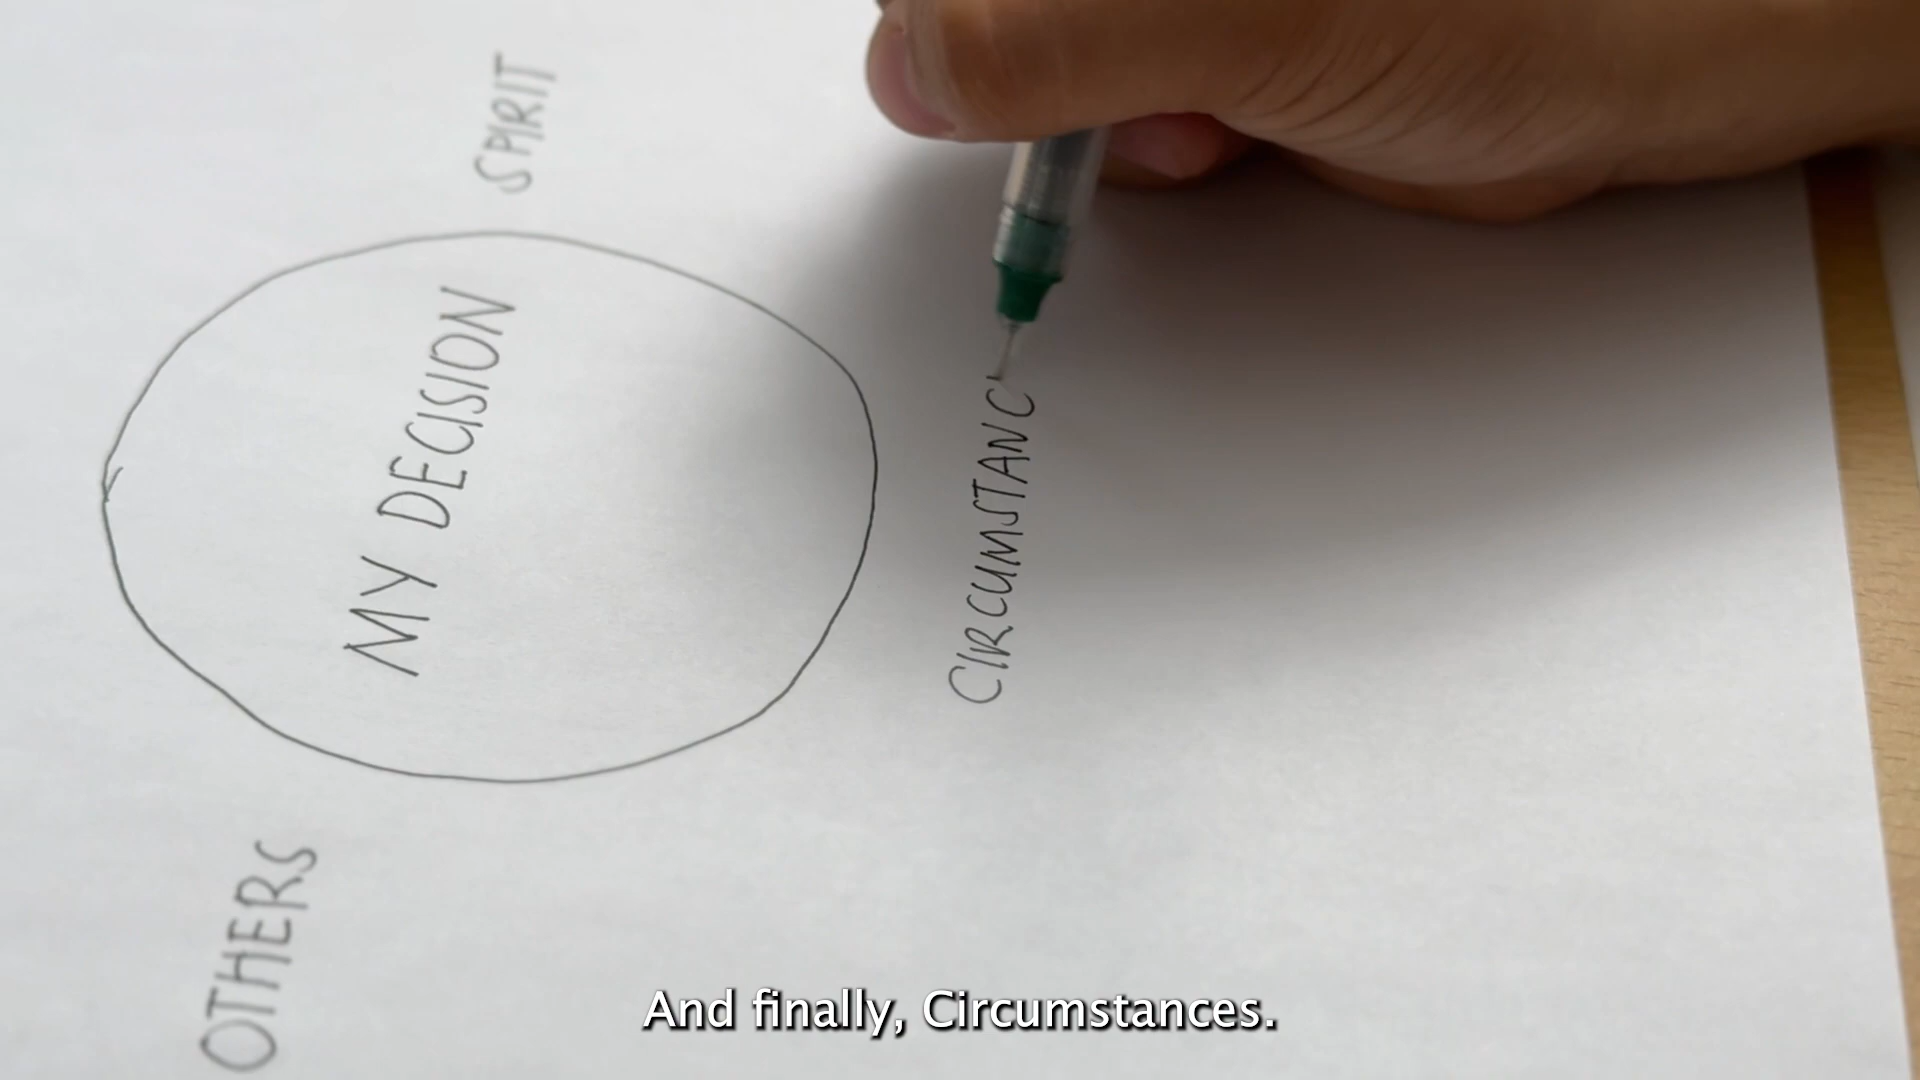 SPIRIT
MY DECISION
OTHERS
CIRCUMSTANC
And finally, Circumstances.